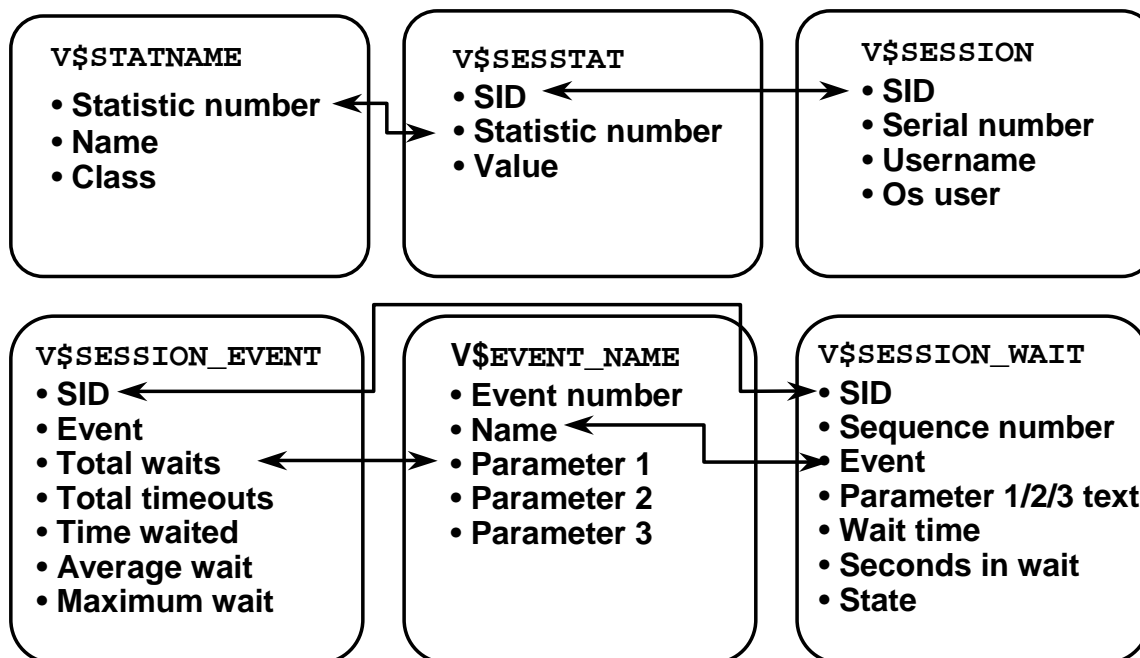 V$STATNAME
• Statistic number
• Name
• Class
V$SESSTAT
• SID
• Statistic number
• Value
V$SESSION
• SID
• Serial number
• Username
• Os user
V$SESSION_EVENT
• SID
• Event
• Total waits
• Total timeouts
• Time waited
• Average wait
• Maximum wait
V$EVENT_NAME
• Event number
• Name
• Parameter 1
• Parameter 2
• Parameter 3
V$SESSION_WAIT
• SID
• Sequence number
• Event
• Parameter 1/2/3 text
• Wait time
• Seconds in wait
• State